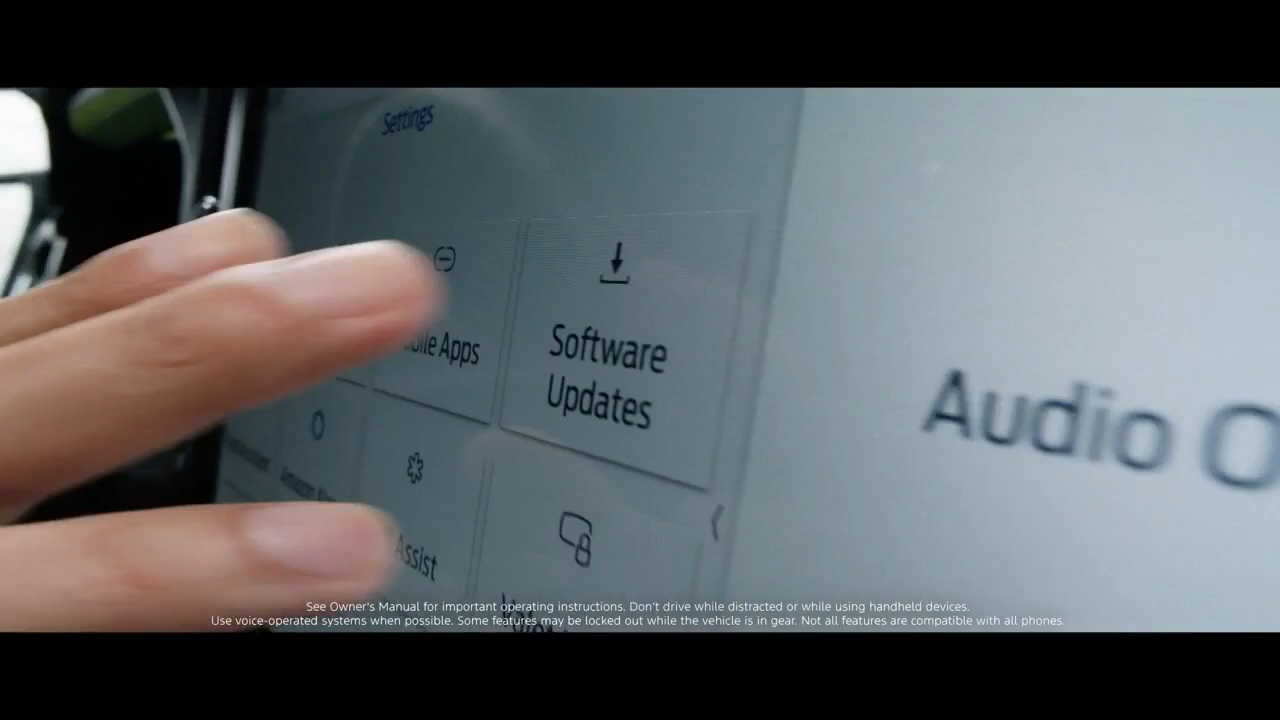 Settings
Apps
Software
Updates
Audio
Assist
See Owner's Manual for important operating instructions. Don't drive while distracted or while using handheld devices.
Use voice-operated systems when possible. Some features may be locked out while the vehicle is in gear. Not all features are compatible with all phones.